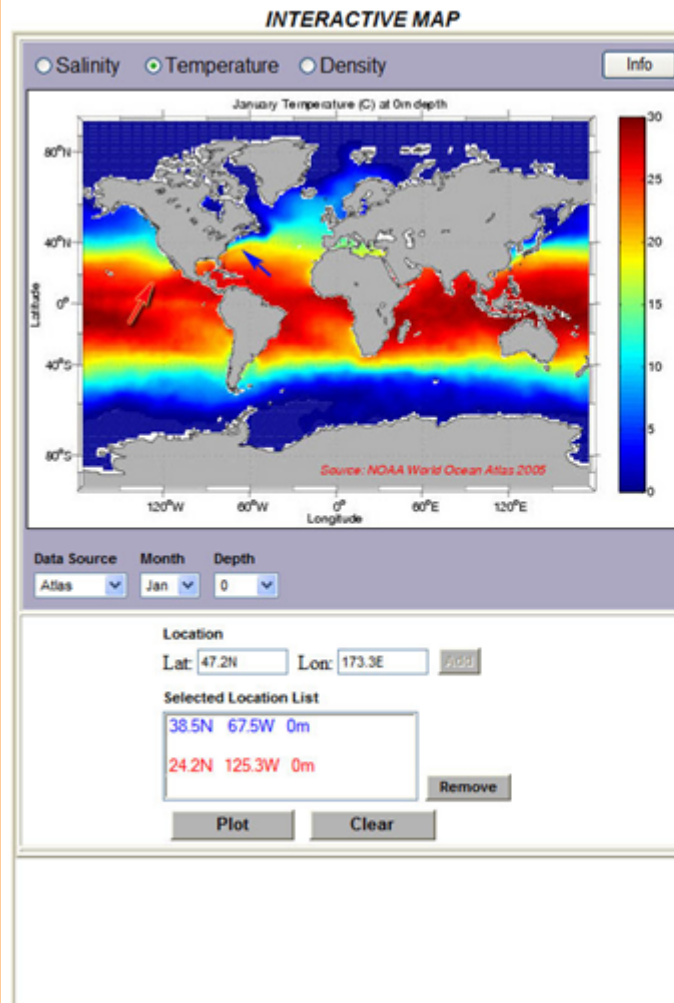 INTERACTIVE MAP
Salinity Temperature Density Info
January Temperature (C) at 0m depth
80°N
40°N
0°
40°S
80°S
Latitude
120°W 60°W 0° 60°E 120°E
Longitude
Source: NOAA World Ocean Atlas 2005
30
25
20
15
10
5
0
Data Source Month Depth
Atlas Jan 0
Location
Lat: 47.2N Lon: 173.3E Add
Selected Location List
38.5N 67.5W 0m
24.2N 125.3W 0m
Remove
Plot Clear